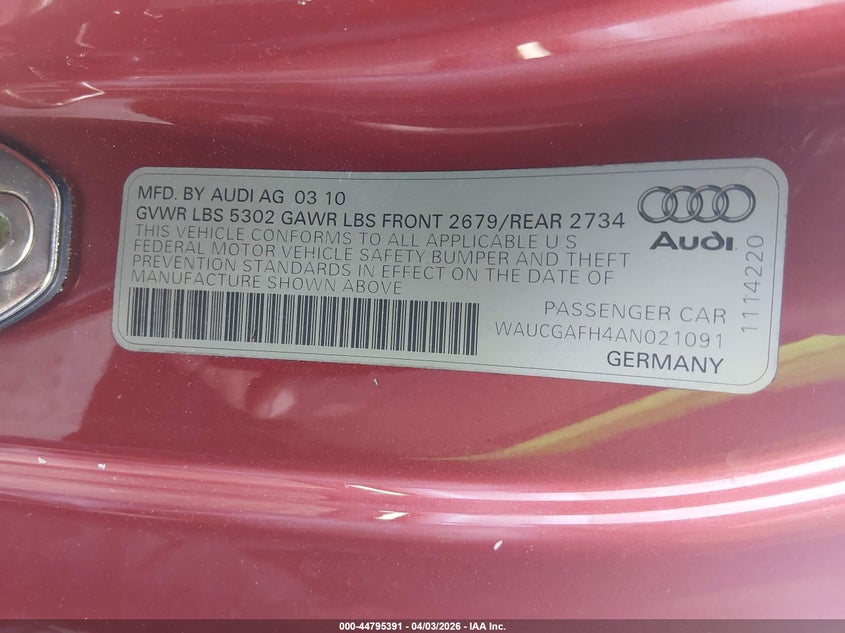 MFD. BY AUDI AG 03 10
GVWR LBS 5302 GAWR LBS FRONT 2679/REAR 2734
THIS VEHICLE CONFORMS TO ALL APPLICABLE U S
FEDERAL MOTOR VEHICLE SAFETY,BUMPER AND THEFT
PREVENTION STANDARDS IN EFFECT ON THE DATE OF
MANUFACTURE SHOWN ABOVE
Audi
PASSENGER CAR
WAUCGAFH4AN021091
GERMANY
1114220
000-44795391 | 04/03/2026 - IAA Inc.